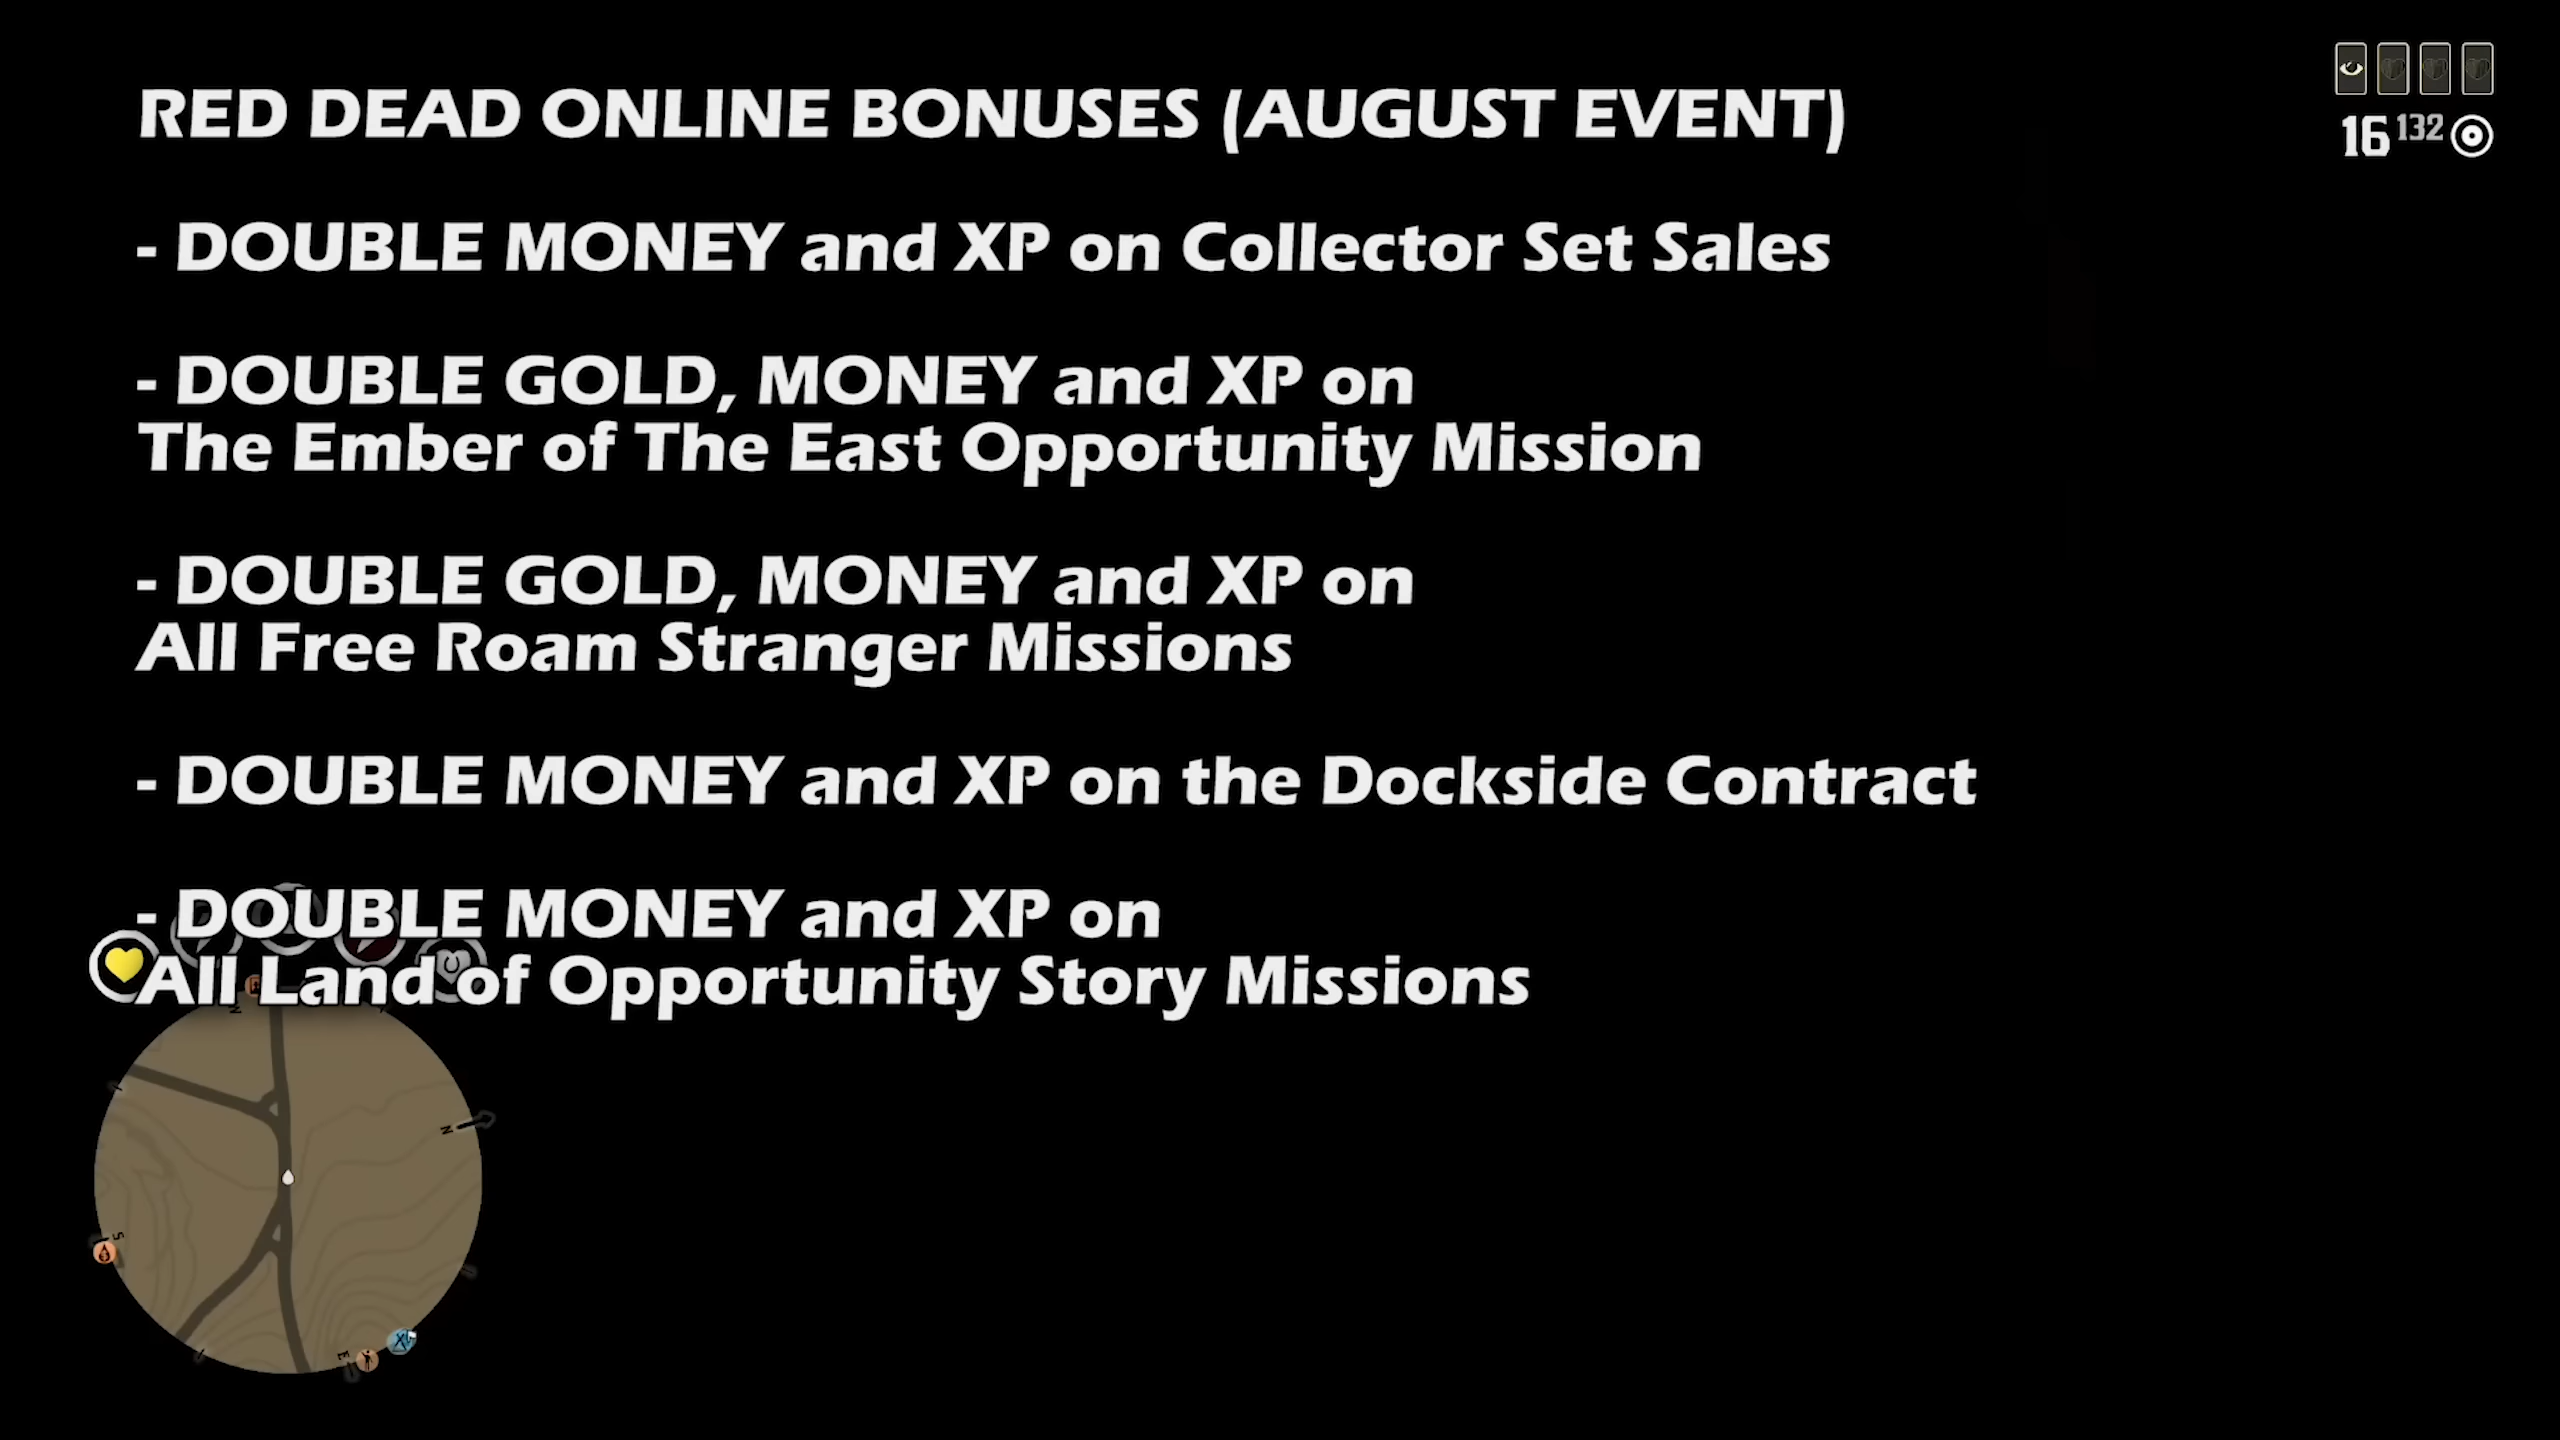 RED DEAD ONLINE BONUSES (AUGUST EVENT)
16 132
- DOUBLE MONEY and XP on Collector Set Sales
- DOUBLE GOLD, MONEY and XP on
The Ember of The East Opportunity Mission
- DOUBLE GOLD, MONEY and XP on
All Free Roam Stranger Missions
- DOUBLE MONEY and XP on the Dockside Contract
- DOUBLE MONEY and XP on
All Land of Opportunity Story Missions
N
S
E